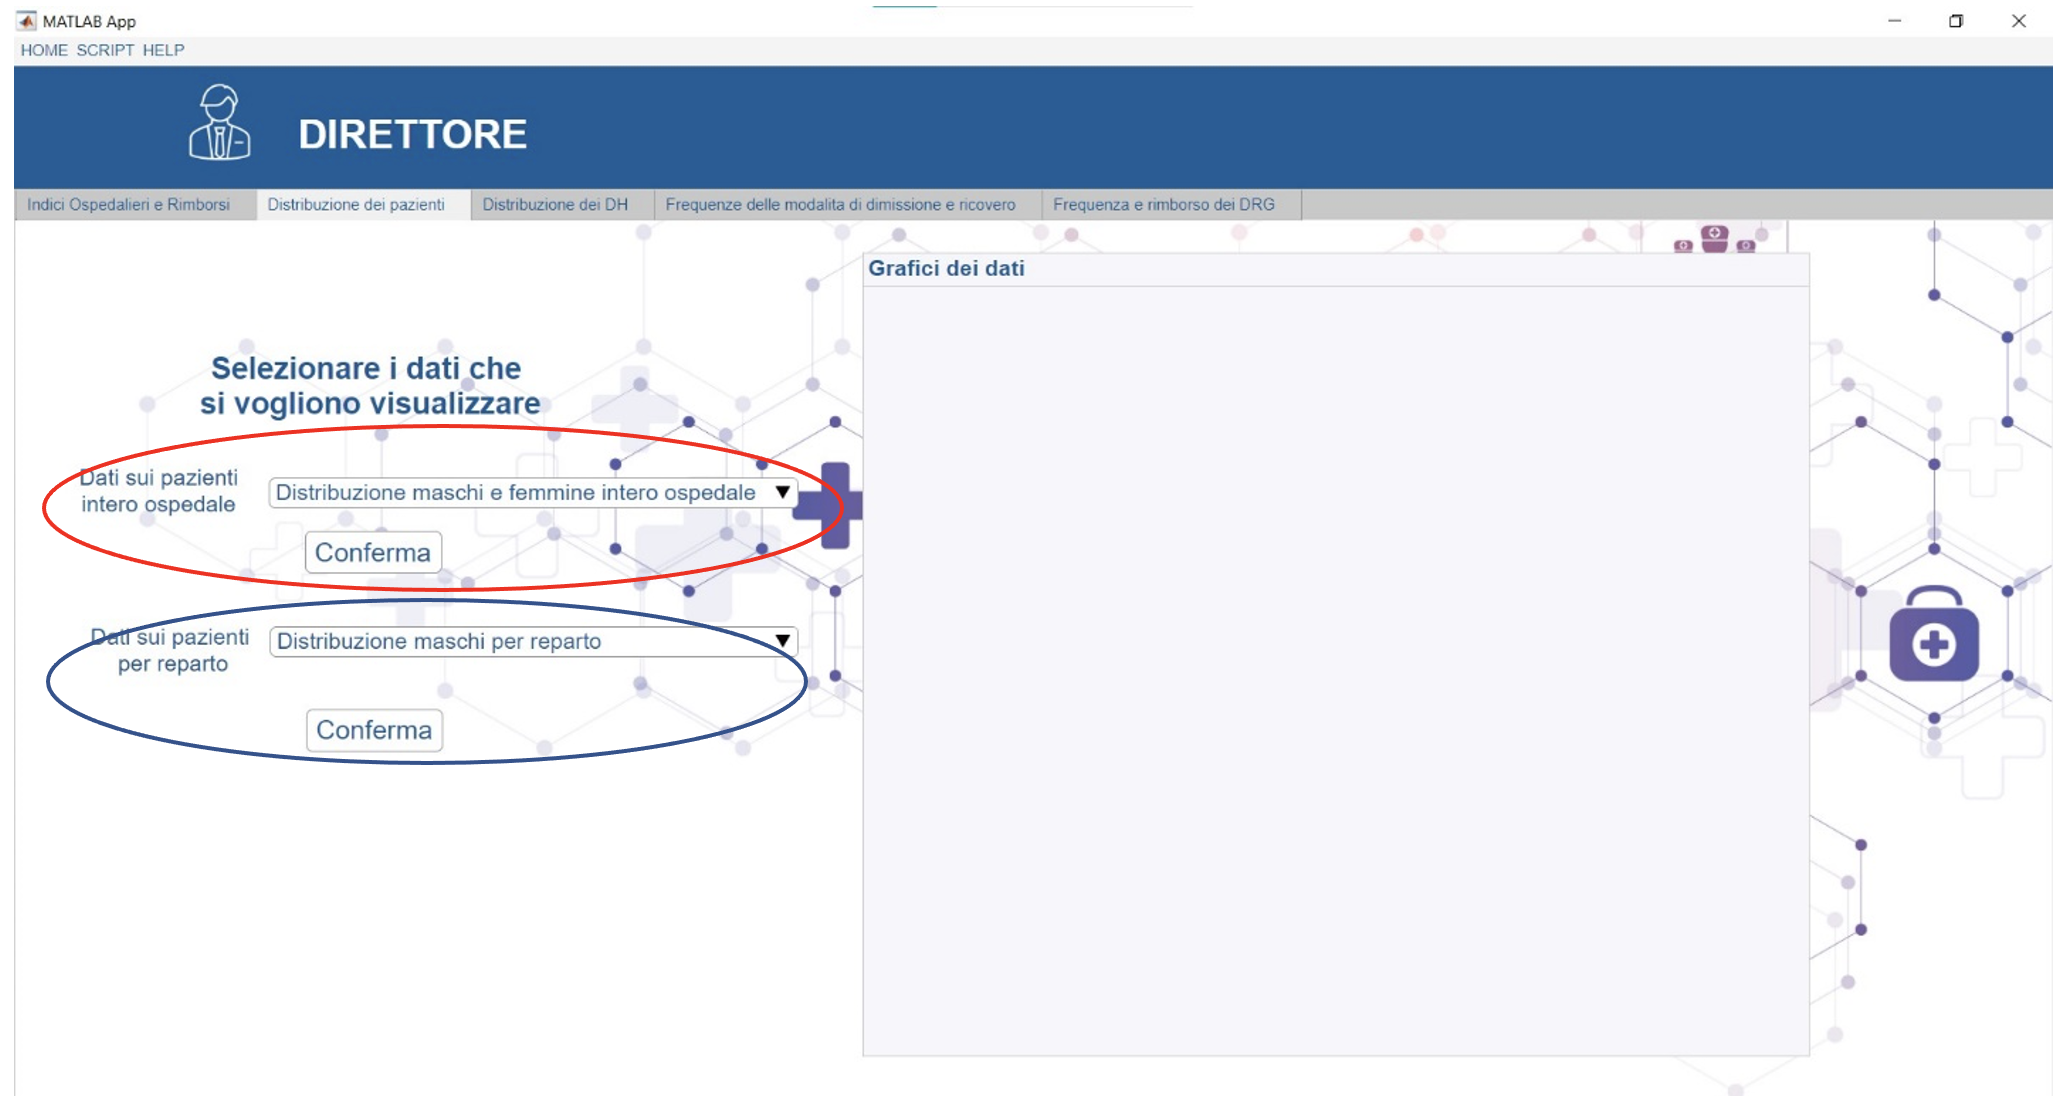 MATLAB App
HOME SCRIPT HELP
DIRETTORE
Indici Ospedalieri e Rimborsi
Distribuzione dei pazienti
Distribuzione dei DH
Frequenze delle modalita di dimissione e ricovero
Frequenza e rimborso dei DRG
Selezionare i dati che
si vogliono visualizzare
Dati sui pazienti
intero ospedale
Distribuzione maschi e femmine intero ospedale
Conferma
Dati sui pazienti
per reparto
Distribuzione maschi per reparto
Conferma
Grafici dei dati